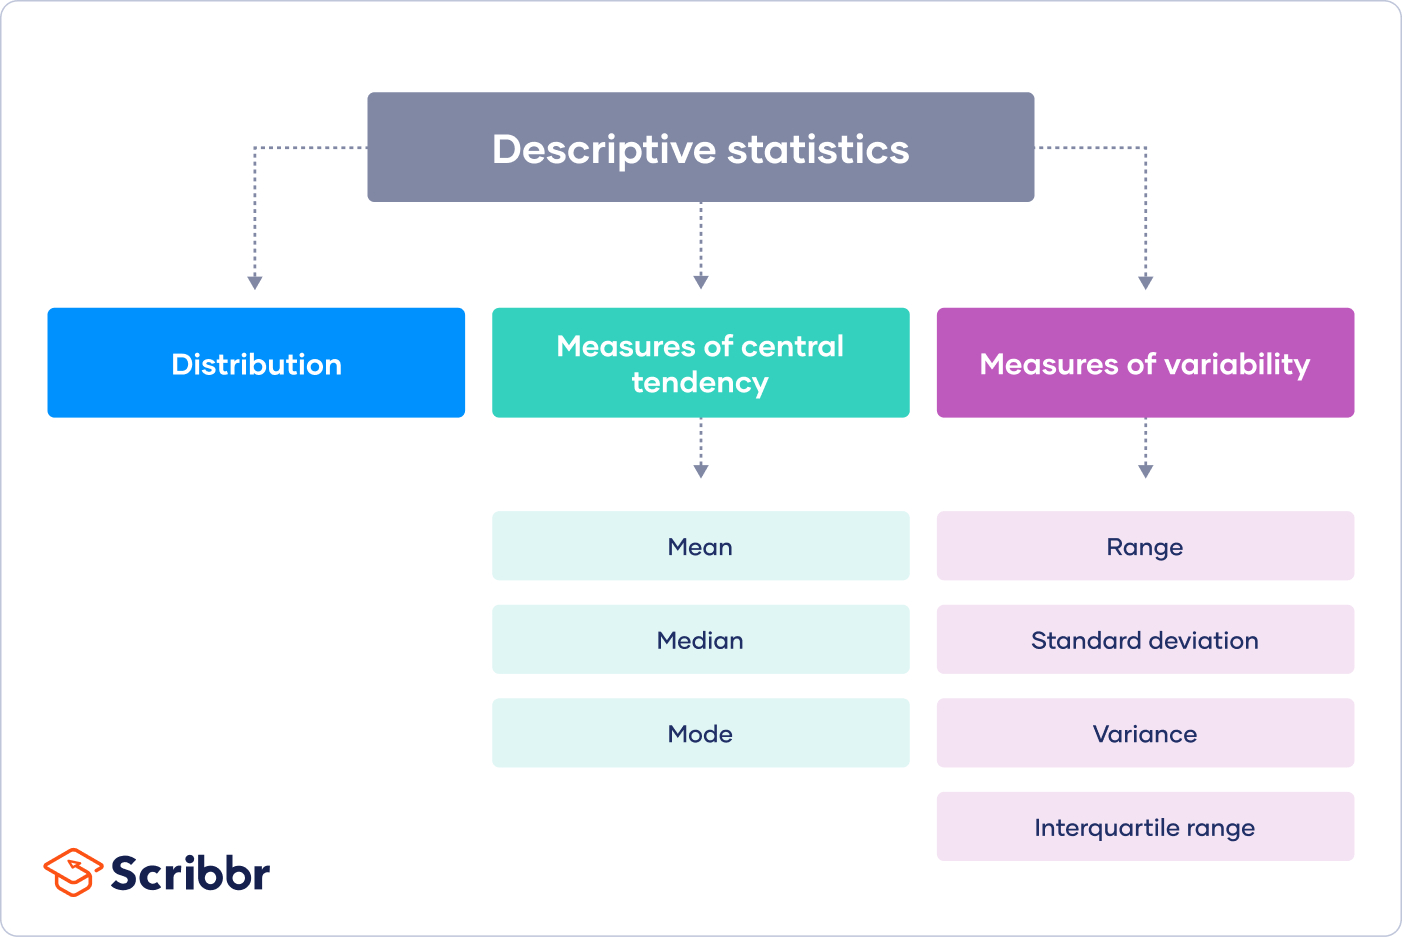 Descriptive statistics
Distribution
Measures of central
tendency
Measures of variability
Mean
Median
Mode
Range
Standard deviation
Variance
Interquartile range
Scribbr